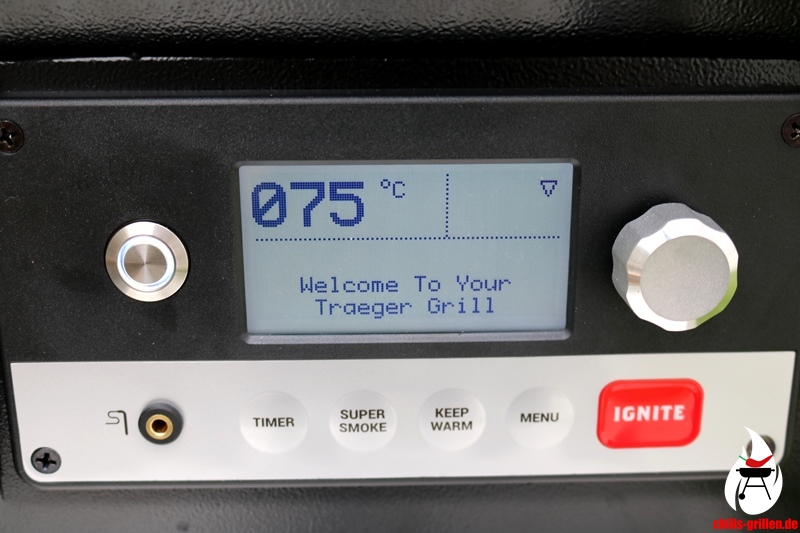 075 °C
Welcome To Your
Traeger Grill
TIMER
SUPER
SMOKE
KEEP
WARM
MENU
IGNITE
chilis-grillen.de